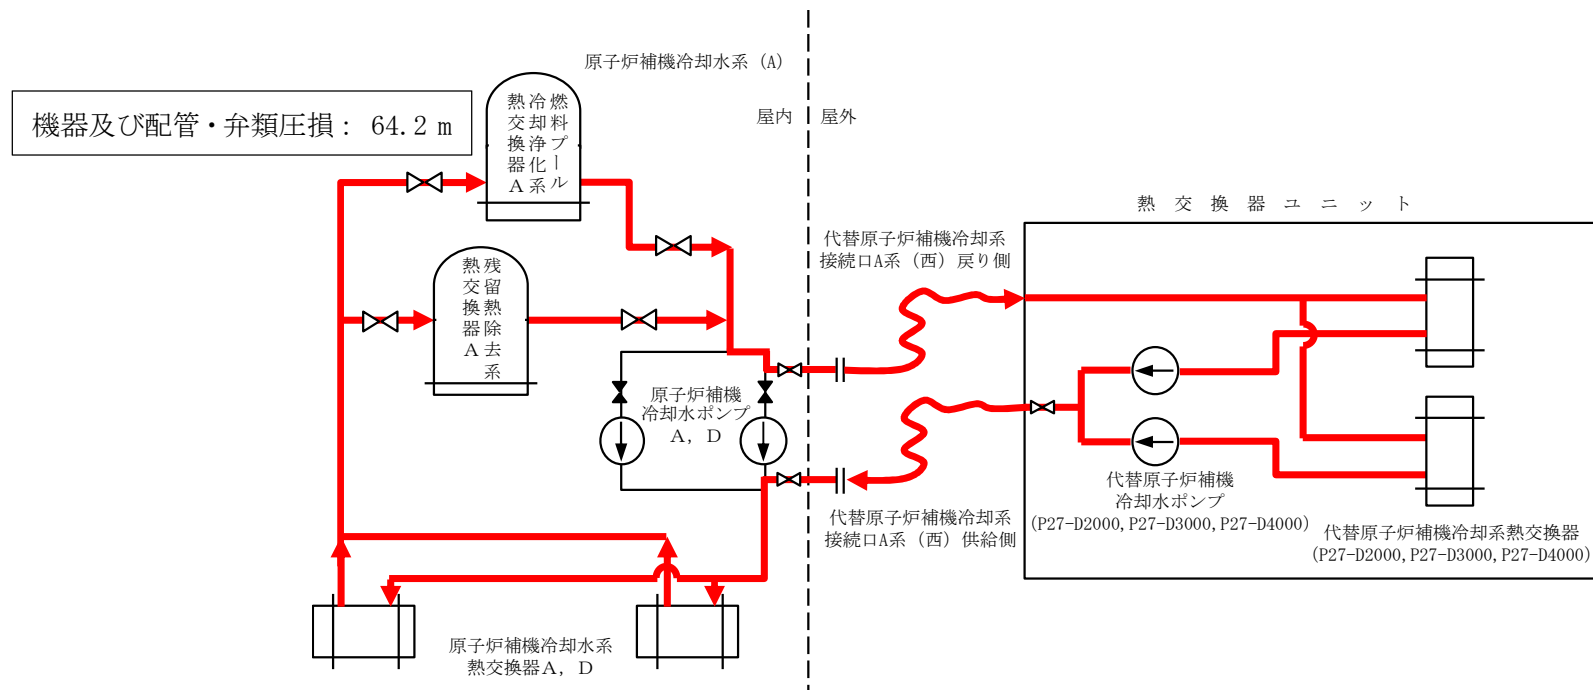 原子炉補機冷却水系 (A)
機器及び配管・弁類圧損: 64.2 m
燃料プール
冷却浄化系
熱交換器A
屋内
屋外
残留熱除去系
熱交換器A
熱交換器ユニット
代替原子炉補機冷却系
接続口A系 (西) 戻り側
原子炉補機
冷却水ポンプ
A, D
代替原子炉補機
冷却水ポンプ
(P27-D2000, P27-D3000, P27-D4000)
代替原子炉補機冷却系
接続口A系 (西) 供給側
代替原子炉補機冷却系熱交換器
(P27-D2000, P27-D3000, P27-D4000)
原子炉補機冷却水系
熱交換器A, D